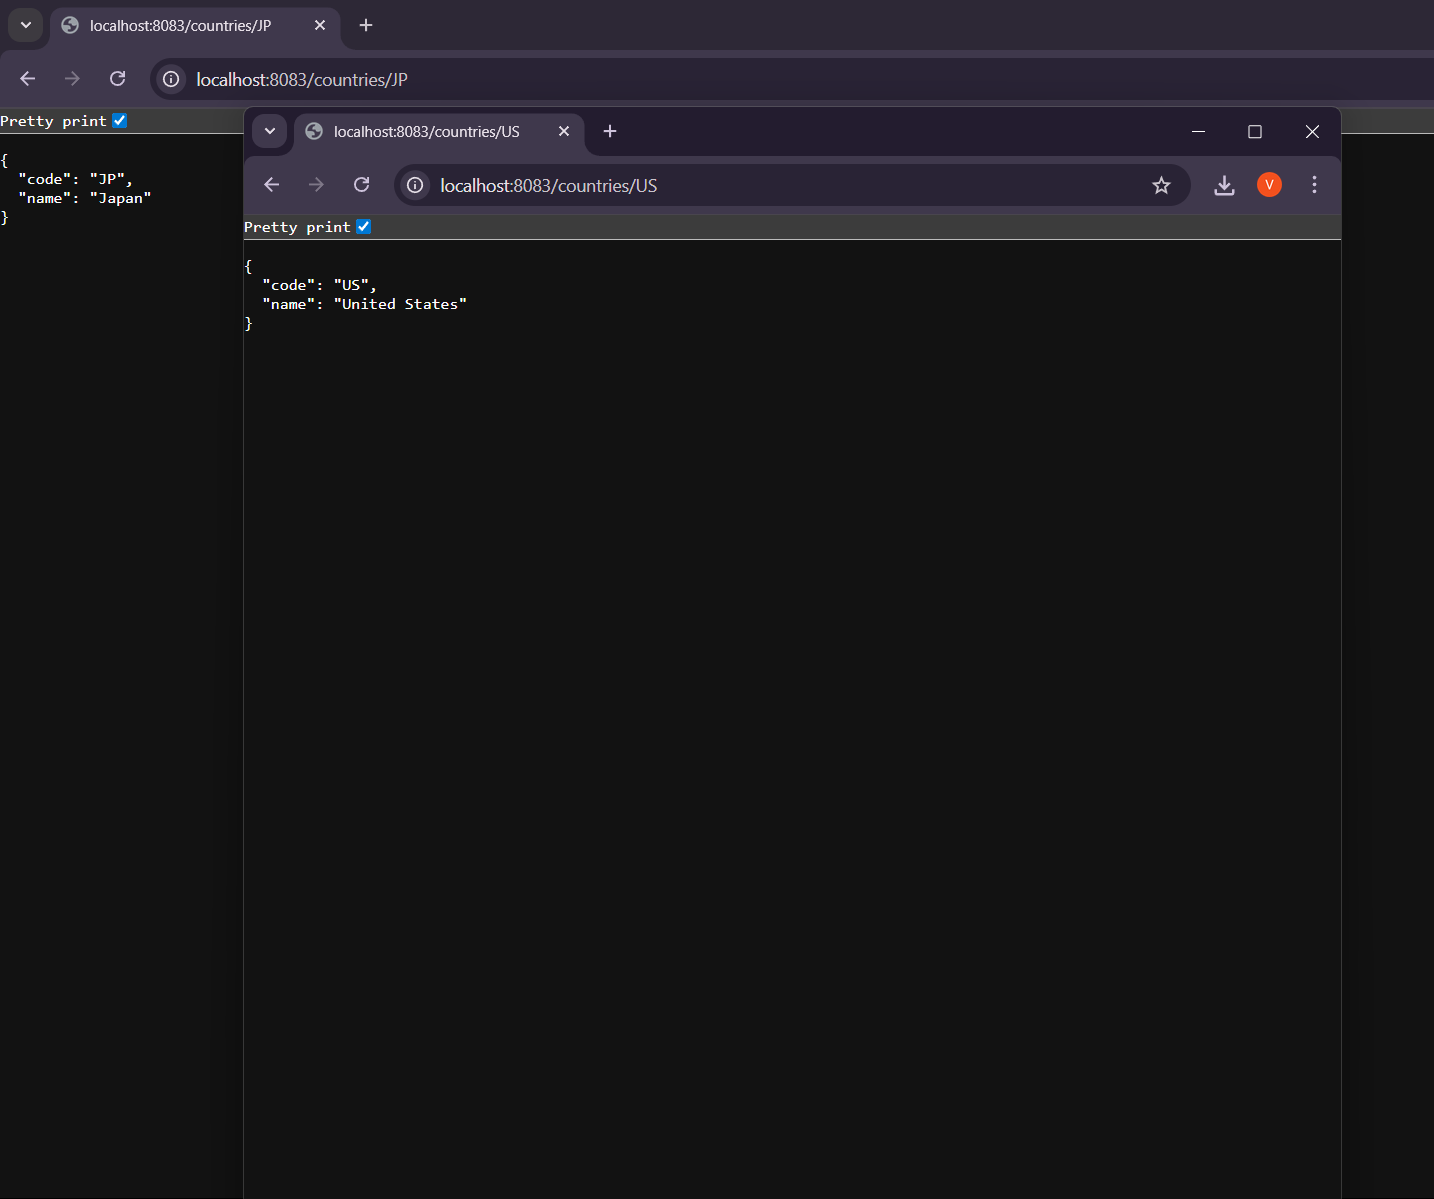 localhost:8083/countries/JP
localhost:8083/countries/JP
Pretty print
{
  "code": "JP",
  "name": "Japan"
}
localhost:8083/countries/US
localhost:8083/countries/US
V
Pretty print
{
  "code": "US",
  "name": "United States"
}